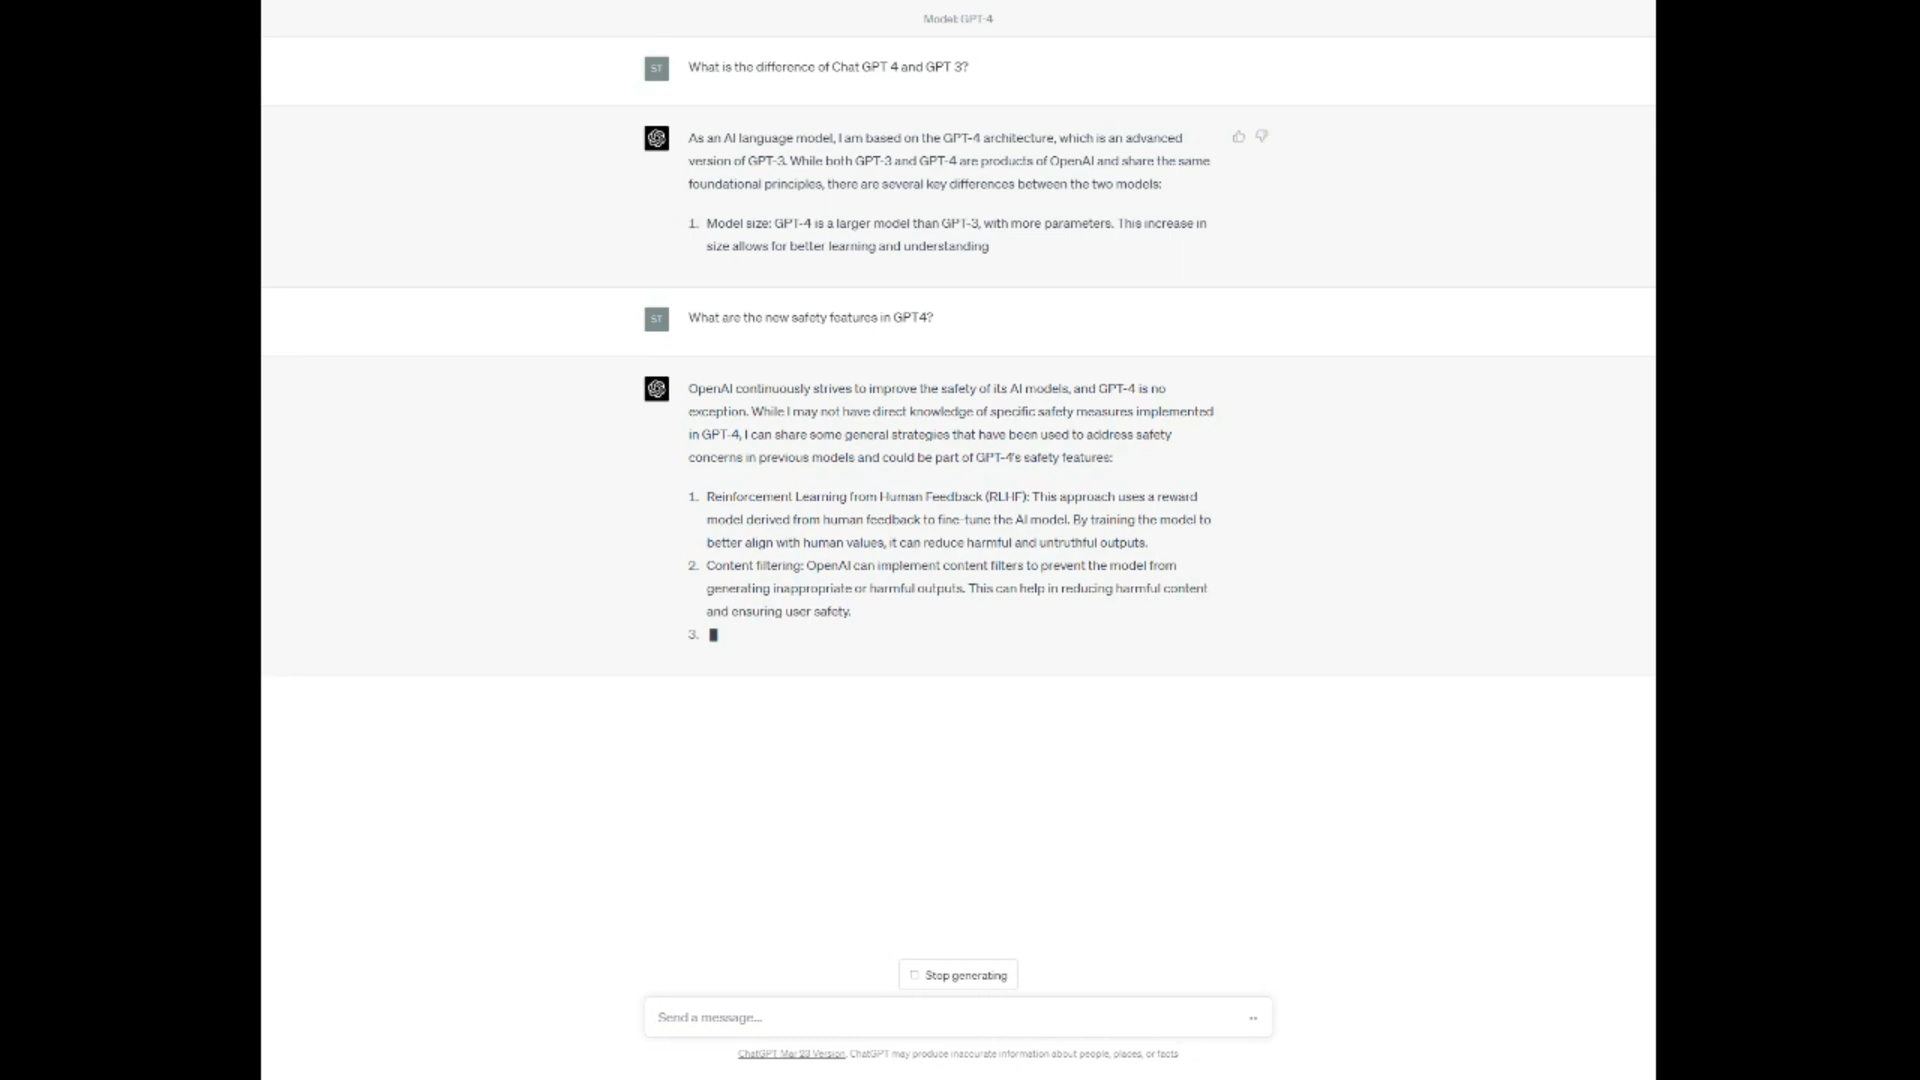 Model: GPT-4
ST
What is the difference of Chat GPT 4 and GPT 3?
As an AI language model, I am based on the GPT-4 architecture, which is an advanced
version of GPT-3. While both GPT-3 and GPT-4 are products of OpenAI and share the same
foundational principles, there are several key differences between the two models:
1. Model size: GPT-4 is a larger model than GPT-3, with more parameters. This increase in
size allows for better learning and understanding
ST
What are the new safety features in GPT4?
OpenAI continuously strives to improve the safety of its AI models, and GPT-4 is no
exception. While I may not have direct knowledge of specific safety measures implemented
in GPT-4, I can share some general strategies that have been used to address safety
concerns in previous models and could be part of GPT-4's safety features:
1. Reinforcement Learning from Human Feedback (RLHF): This approach uses a reward
model derived from human feedback to fine-tune the AI model. By training the model to
better align with human values, it can reduce harmful and untruthful outputs.
2. Content filtering: OpenAI can implement content filters to prevent the model from
generating inappropriate or harmful outputs. This can help in reducing harmful content
and ensuring user safety.
3.
Stop generating
Send a message...
ChatGPT Mar 23 Version. ChatGPT may produce inaccurate information about people, places, or facts